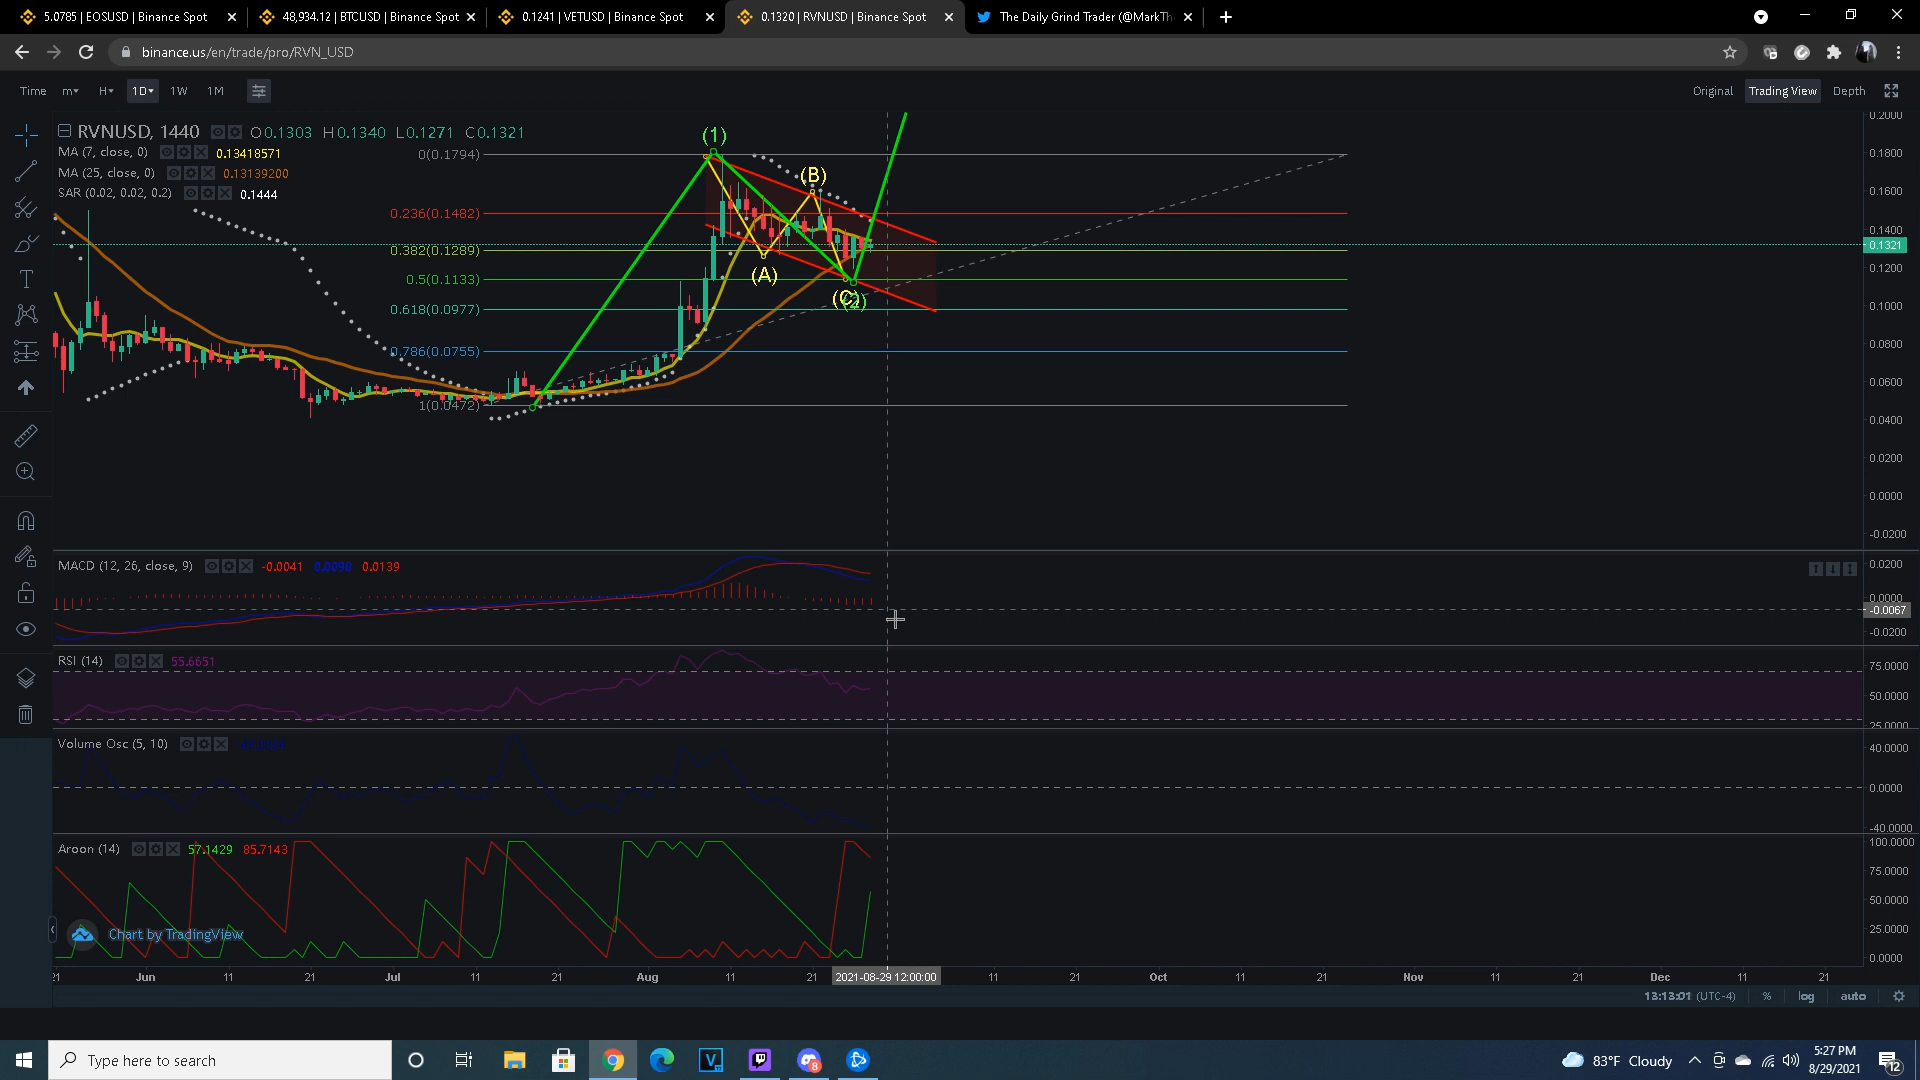 5.0785 | EOSUSD | Binance Spot
48,934.12 | BTCUSD | Binance Spot
0.1241 | VETUSD | Binance Spot
0.1320 | RVNUSD | Binance Spot
The Daily Grind Trader (@MarkTh
binance.us/en/trade/pro/RVN_USD
Time m H 1D 1W 1M
Original Trading View Depth
RVNUSD, 1440 O0.1303 H0.1340 L0.1271 C0.1321
MA (7, close, 0) 0.13418571
MA (25, close, 0) 0.13139200
SAR (0.02, 0.02, 0.2) 0.1444
(1)
(B)
(A)
(C)
(2)
0(0.1794)
0.236(0.1482)
0.382(0.1289)
0.5(0.1133)
0.618(0.0977)
0.786(0.0755)
1(0.0472)
0.2000
0.1800
0.1600
0.1400
0.1321
0.1200
0.1000
0.0800
0.0600
0.0400
0.0200
0.0000
-0.0200
MACD (12, 26, close, 9) -0.0041 0.0098 0.0139
0.0200
0.0000
-0.0067
-0.0200
RSI (14) 55.6651
75.0000
50.0000
25.0000
Volume Osc (5, 10)
40.0000
0.0000
-40.0000
Aroon (14) 57.1429 85.7143
100.0000
75.0000
50.0000
25.0000
0.0000
Chart by TradingView
21 Jun 11 21 Jul 11 21 Aug 11 21 2021-08-29 12:00:00 11 21 Oct 11 21 Nov 11 21 Dec 11 21
13:13:01 (UTC-4) % log auto
Type here to search
V
8
83°F Cloudy
5:27 PM
8/29/2021
12